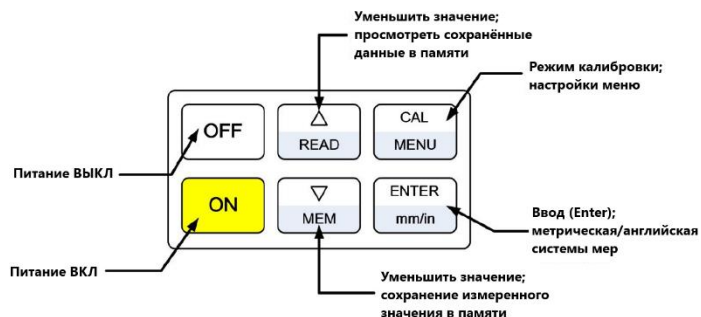 Уменьшить значение;
просмотреть сохранённые
данные в памяти
Режим калибровки;
настройки меню
OFF
△
READ
CAL
MENU
Питание ВЫКЛ
ON
▽
MEM
ENTER
mm/in
Ввод (Enter);
метрическая/английская
системы мер
Питание ВКЛ
Уменьшить значение;
сохранение измеренного
значения в памяти